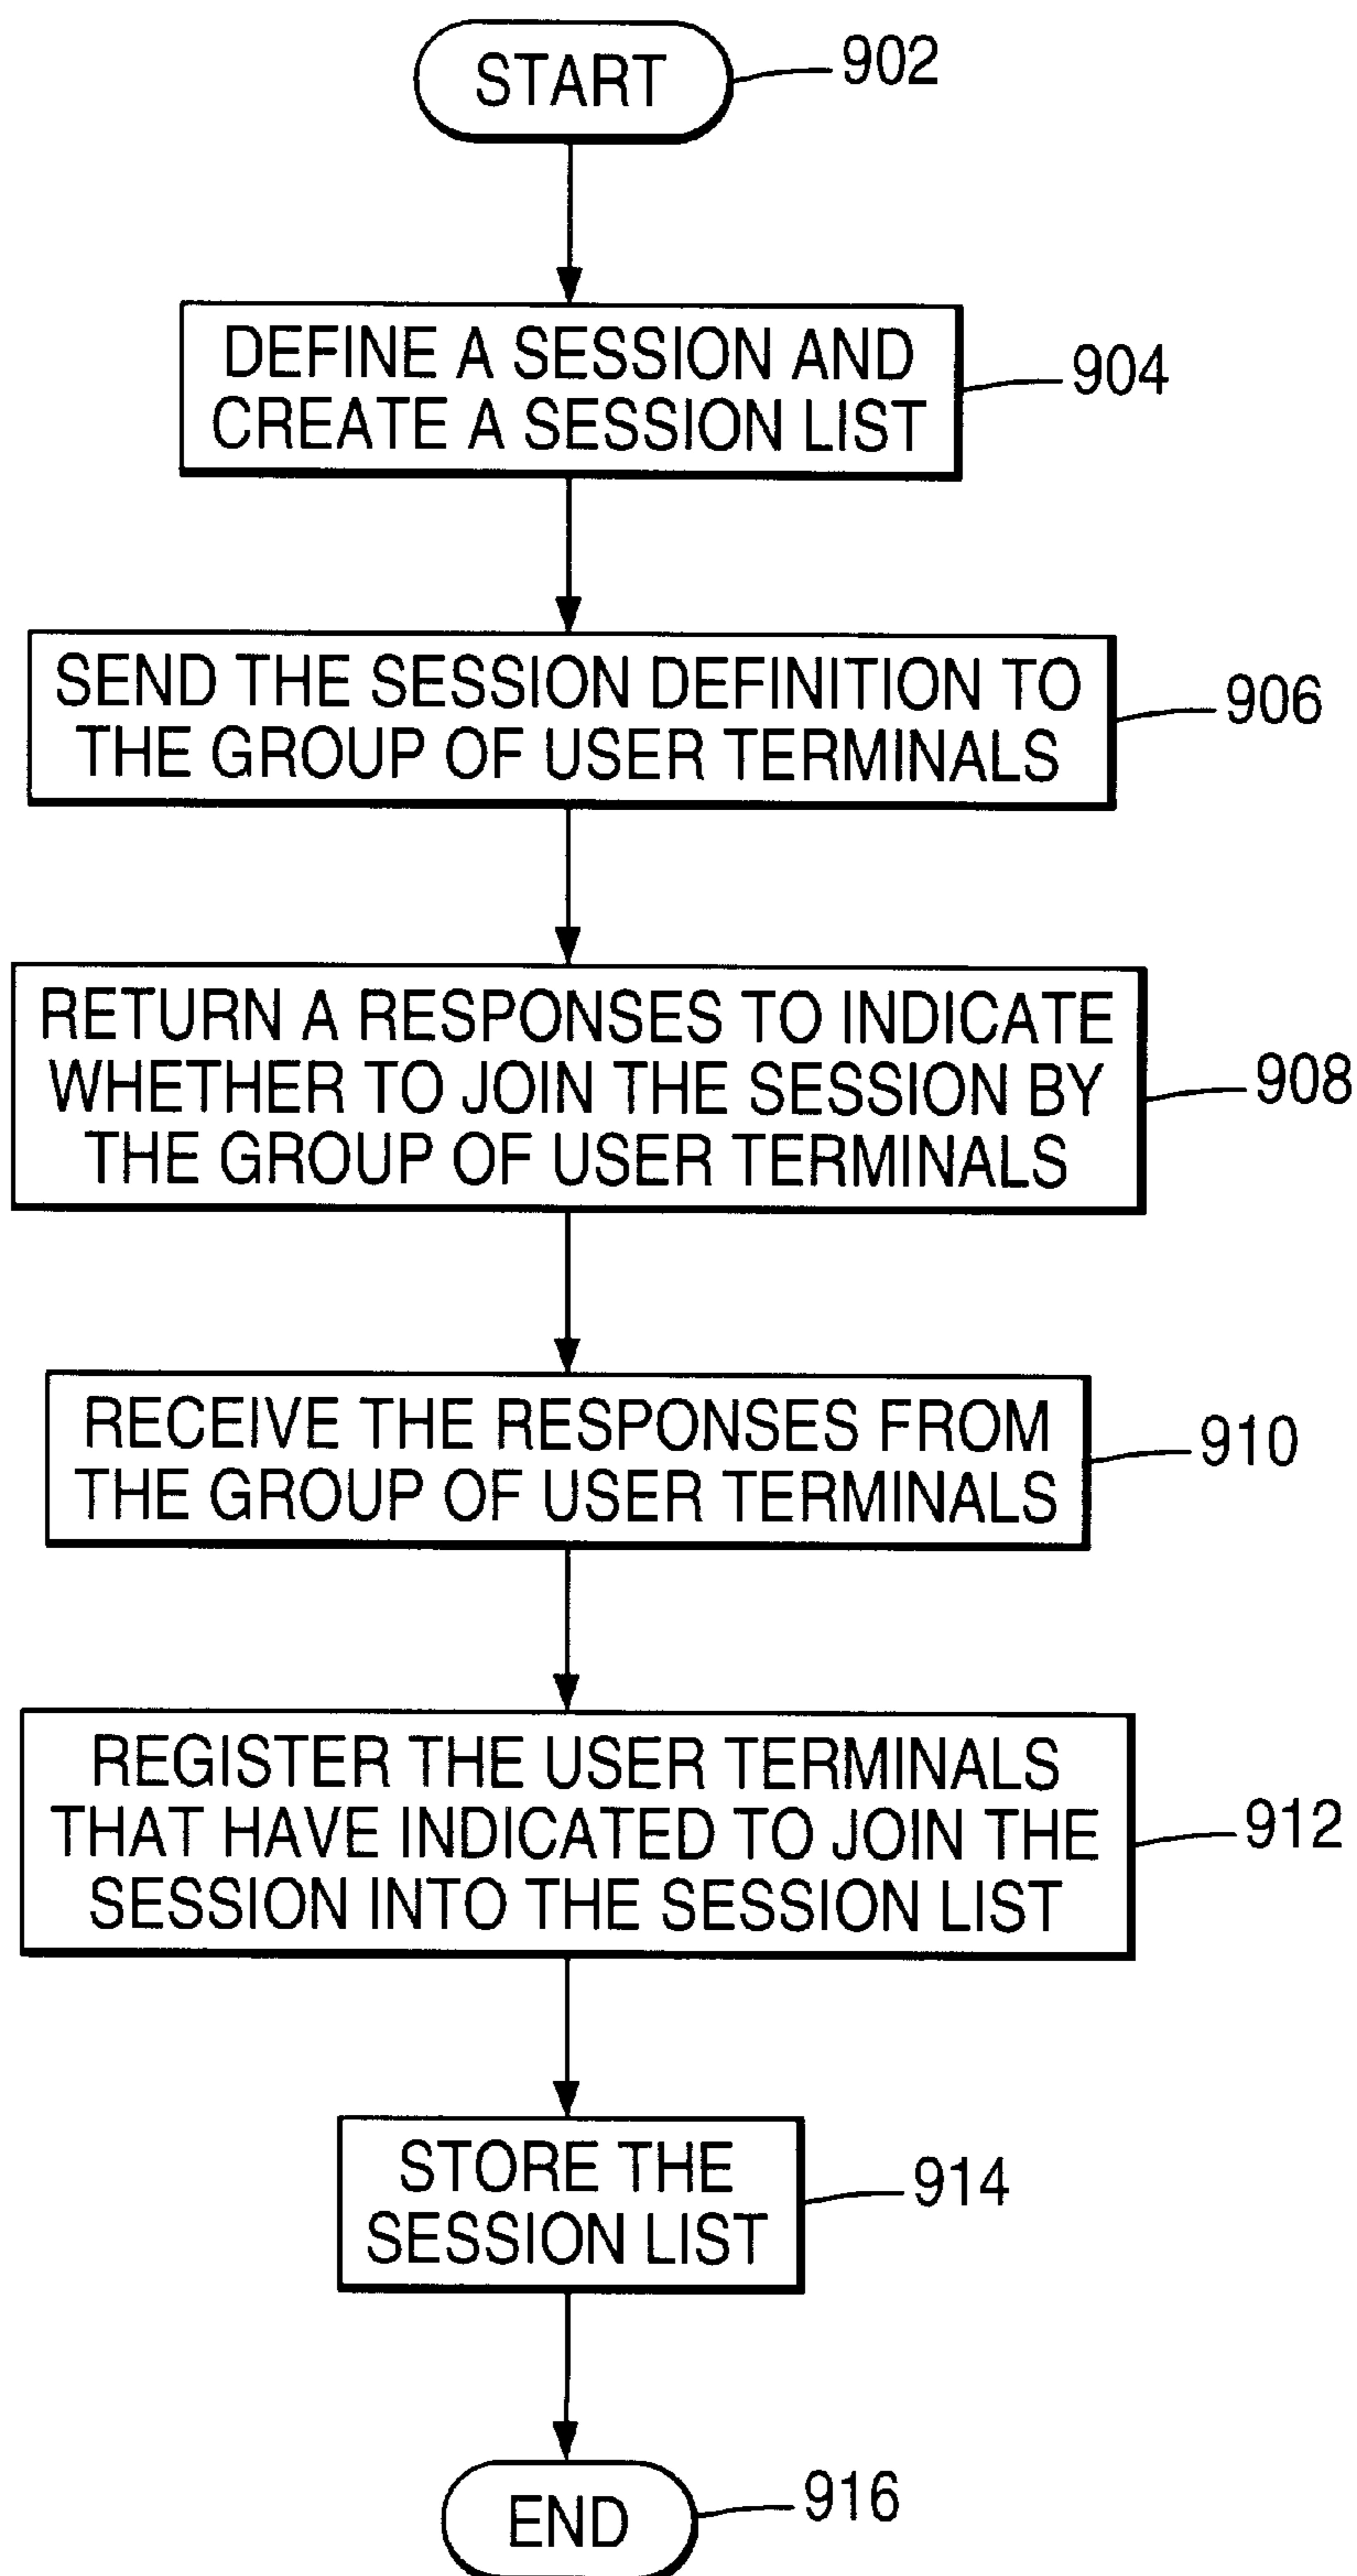 START
902
DEFINE A SESSION AND
CREATE A SESSION LIST
904
SEND THE SESSION DEFINITION TO
THE GROUP OF USER TERMINALS
906
RETURN A RESPONSES TO INDICATE
WHETHER TO JOIN THE SESSION BY
THE GROUP OF USER TERMINALS
908
RECEIVE THE RESPONSES FROM
THE GROUP OF USER TERMINALS
910
REGISTER THE USER TERMINALS
THAT HAVE INDICATED TO JOIN THE
SESSION INTO THE SESSION LIST
912
STORE THE
SESSION LIST
914
END
916